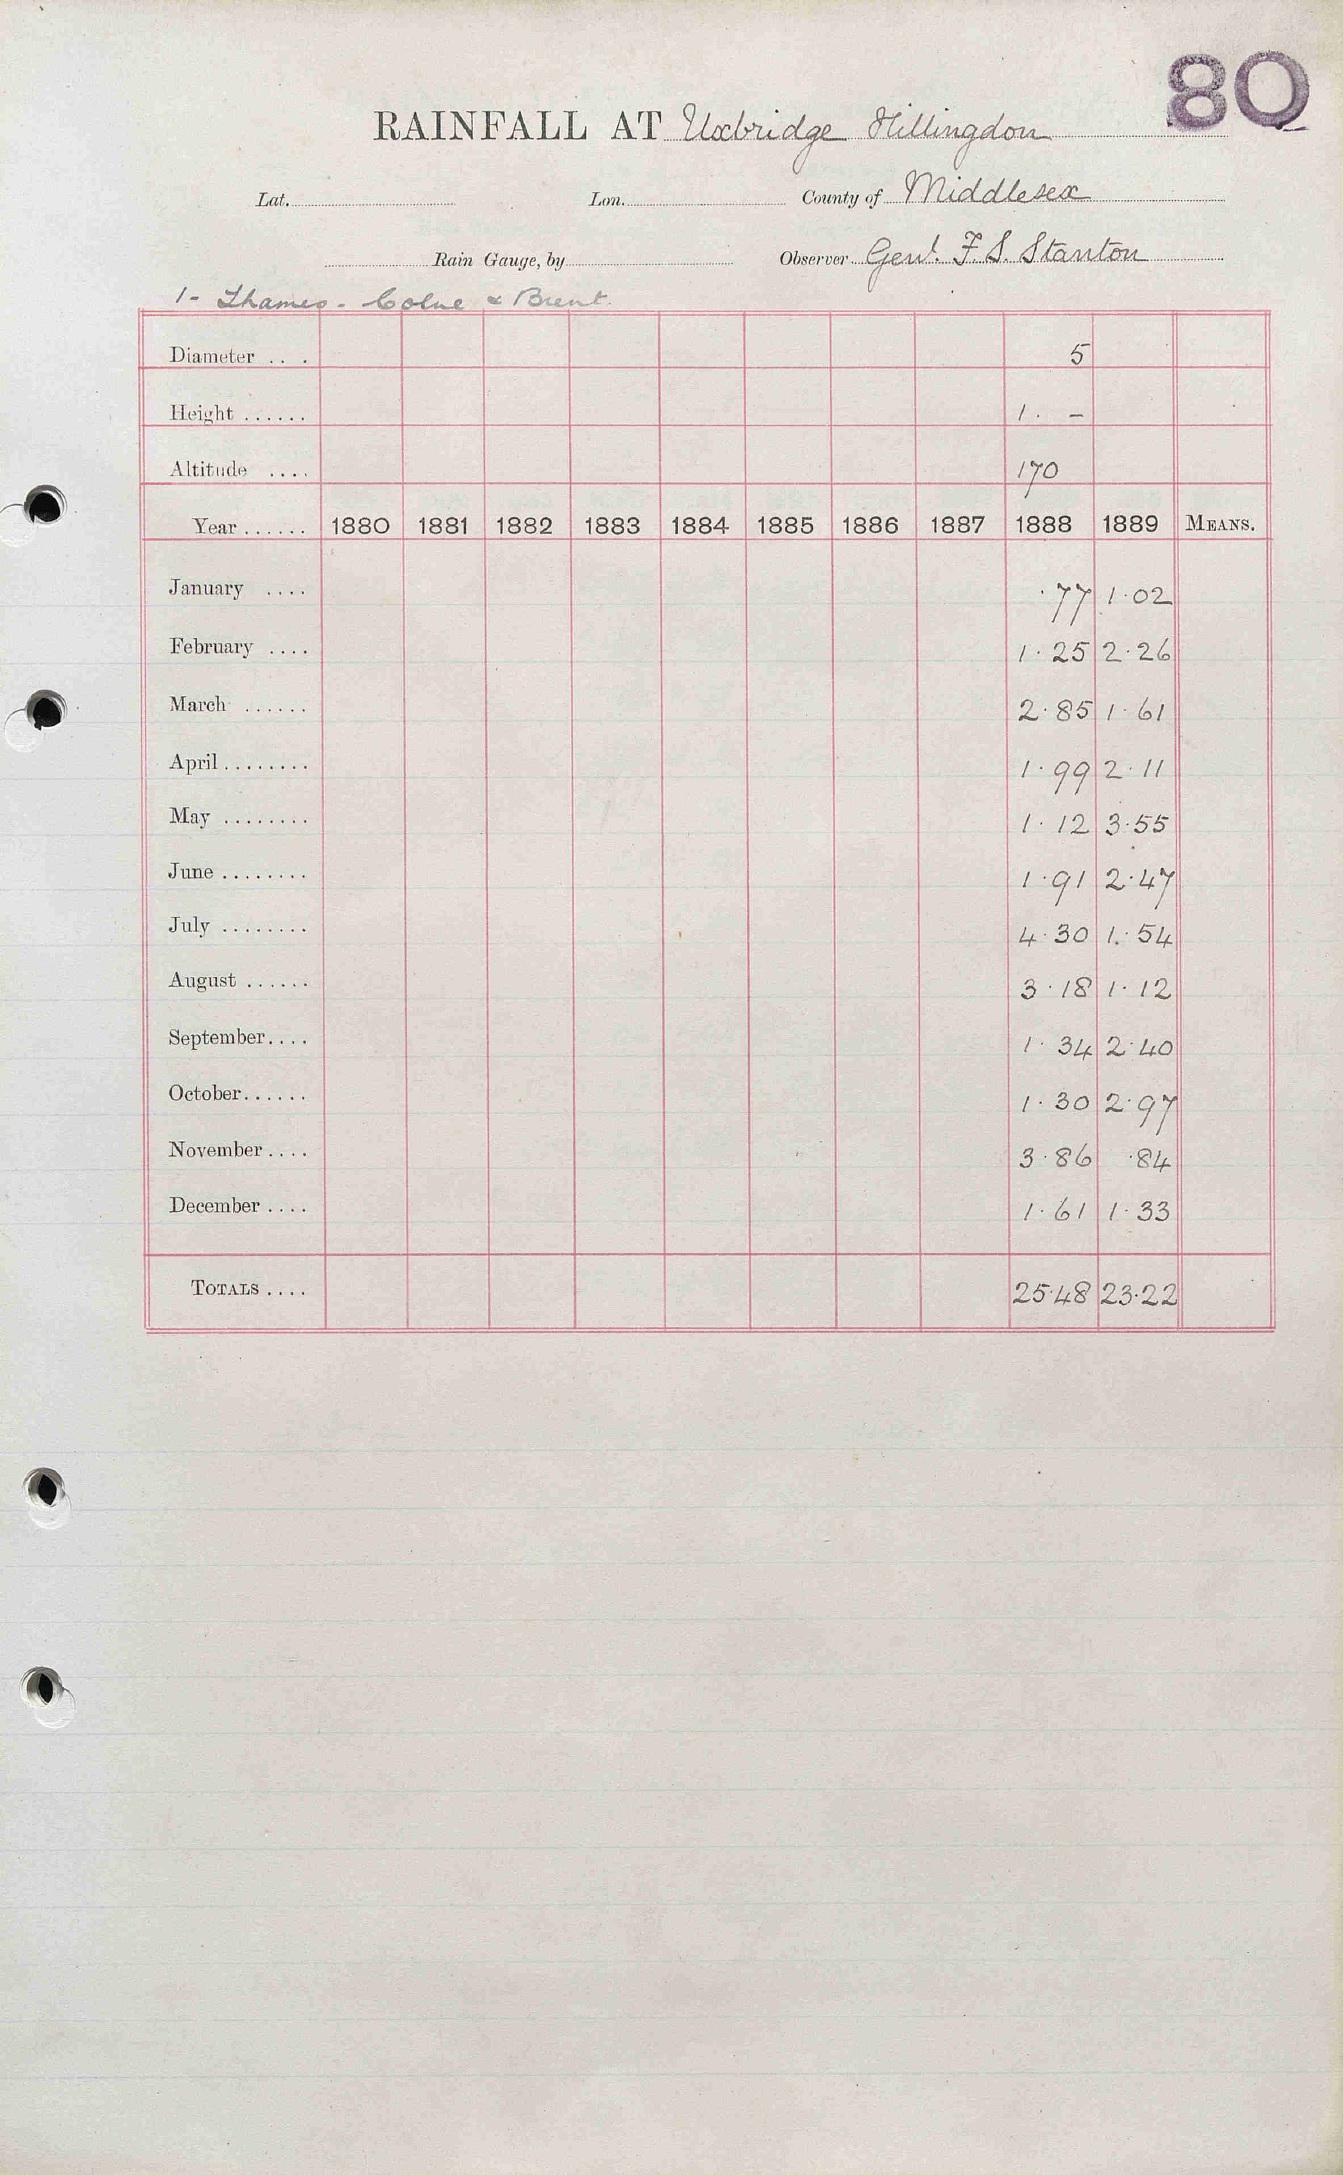 80
RAINFALL AT Uxbridge Hillingdon
Lat. Lon. County of Middlesex
Rain Gauge, by Observer Genl. F. S. Stanton
1- Thames - Colne & Brent.
Diameter ... 5
Height ...... 1. -
Altitude .... 170
Year ...... 1880 1881 1882 1883 1884 1885 1886 1887 1888 1889 MEANS.
January .... ·77 1·02
February .... 1·25 2·26
March ...... 2·85 1·61
April ........ 1·99 2·11
May ........ 1·12 3·55
June ........ 1·91 2·47
July ........ 4·30 1·54
August ...... 3·18 1·12
September.... 1·34 2·40
October...... 1·30 2·97
November.... 3·86 ·84
December .... 1·61 1·33
TOTALS .... 25·48 23·22